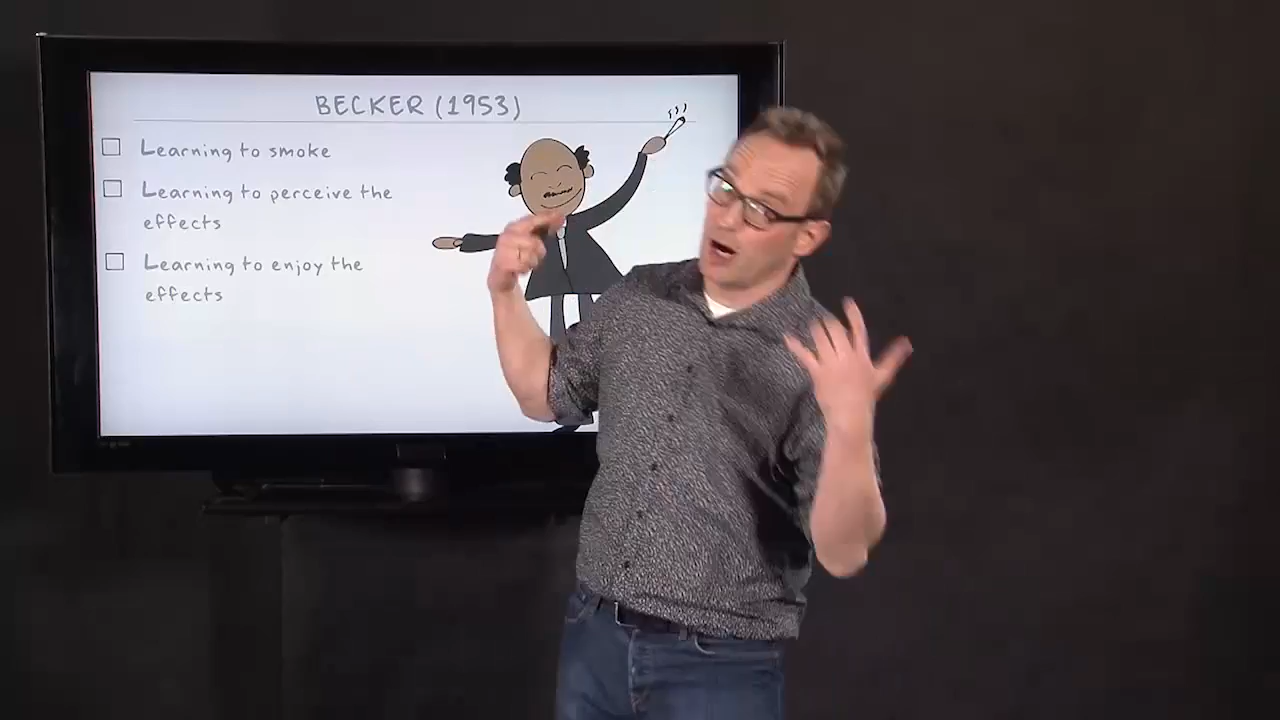 BECKER (1953)
Learning to smoke
Learning to perceive the
effects
Learning to enjoy the
effects